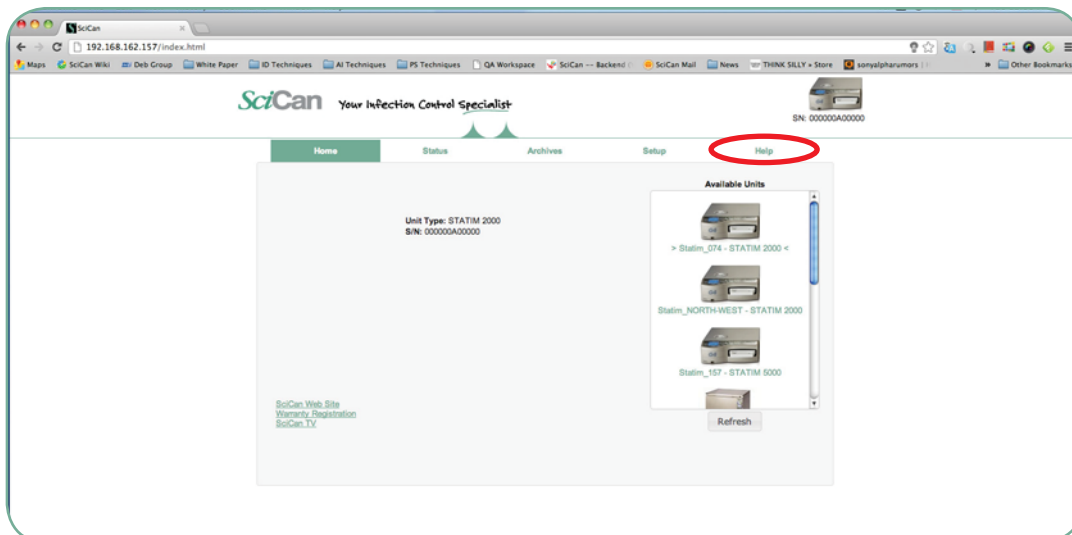 SciCan
192.168.162.157/index.html
Maps SciCan Wiki Deb Group White Paper ID Techniques AI Techniques PS Techniques QA Workspace SciCan -- Backend SciCan Mail News THINK SILLY » Store sonyalpharumors » Other Bookmarks
SciCan Your Infection Control Specialist
SN: 000000A00000
Home Status Archives Setup Help
Available Units
Unit Type: STATIM 2000
S/N: 000000A00000
> Statim_074 - STATIM 2000 <
Statim_NORTH-WEST - STATIM 2000
Statim_157 - STATIM 5000
SciCan Web Site
Warranty Registration
SciCan TV
Refresh